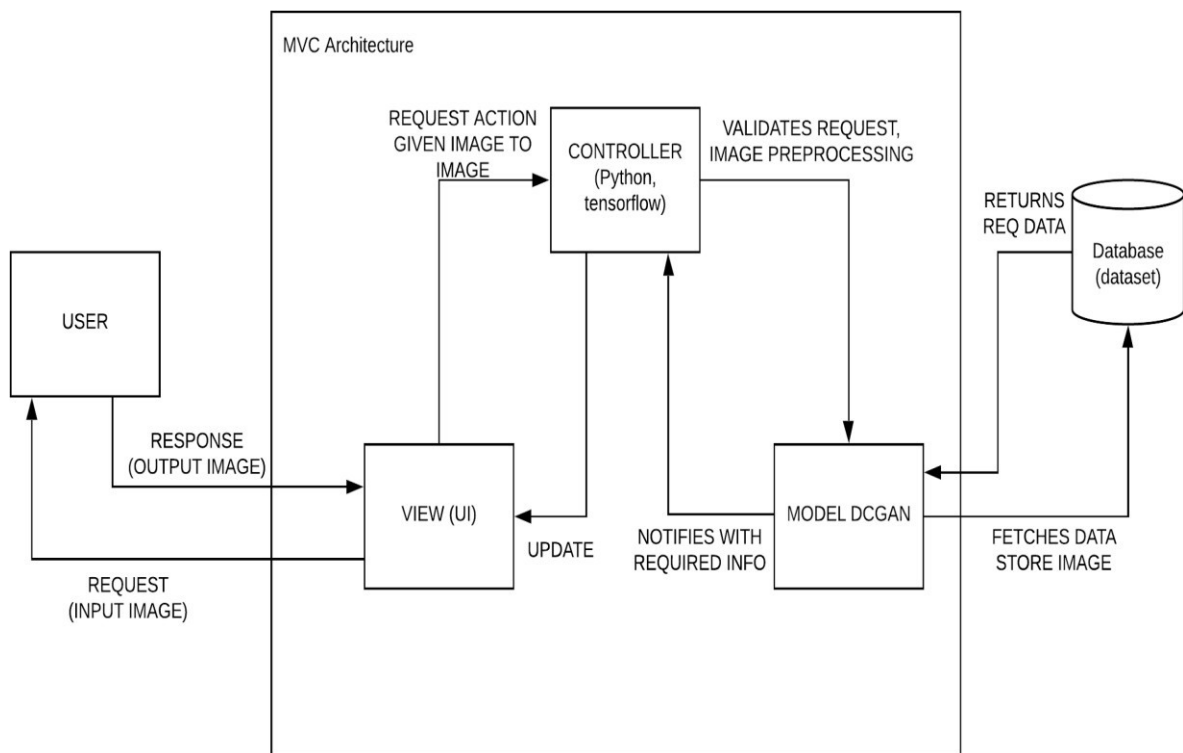 MVC Architecture
REQUEST ACTION
GIVEN IMAGE TO
IMAGE
CONTROLLER
(Python,
tensorflow)
VALIDATES REQUEST,
IMAGE PREPROCESSING
RETURNS
REQ DATA
Database
(dataset)
USER
RESPONSE
(OUTPUT IMAGE)
VIEW (UI)
UPDATE
NOTIFIES WITH
REQUIRED INFO
MODEL DCGAN
FETCHES DATA
STORE IMAGE
REQUEST
(INPUT IMAGE)